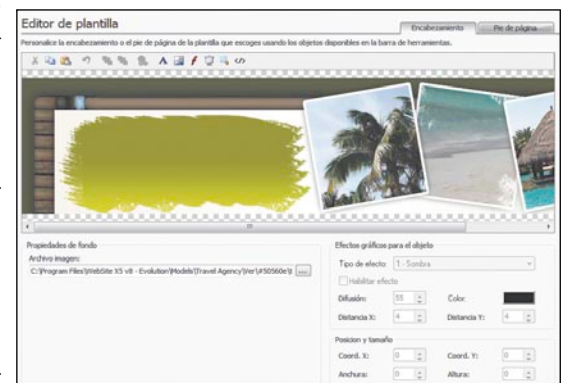 Editor de plantilla
Encabezamiento
Pie de página
Personalice la encabezamiento o el pie de página de la plantilla que escoges usando los objetos disponibles en la barra de herramientas.
Propiedades de fondo
Archivo imagen:
C:\Program Files\WebSite X5 v8 - Evolution\Models\Travel Agency\Ver\#50560e\I
...
Efectos gráficos para el objeto
Tipo de efecto: 1 - Sombra
Habilitar efecto
Difusión: 55 Color:
Distancia X: 4 Distancia Y: 4
Posicion y tamaño
Coord. X: 0 Coord. Y: 0
Anchura: 0 Altura: 0